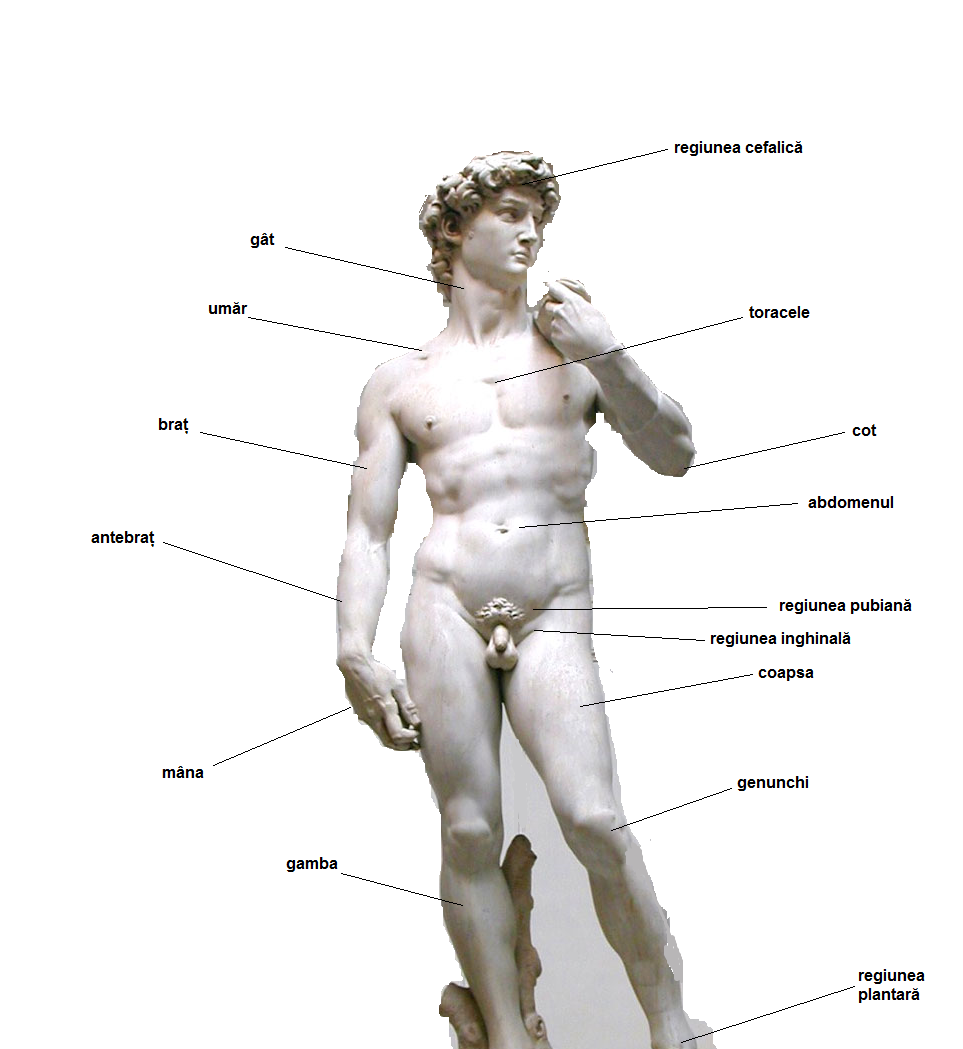 regiunea cefalică
gât
umăr
toracele
braț
cot
abdomenul
antebraț
regiunea pubiană
regiunea inghinală
coapsa
mâna
genunchi
gamba
regiunea
plantară